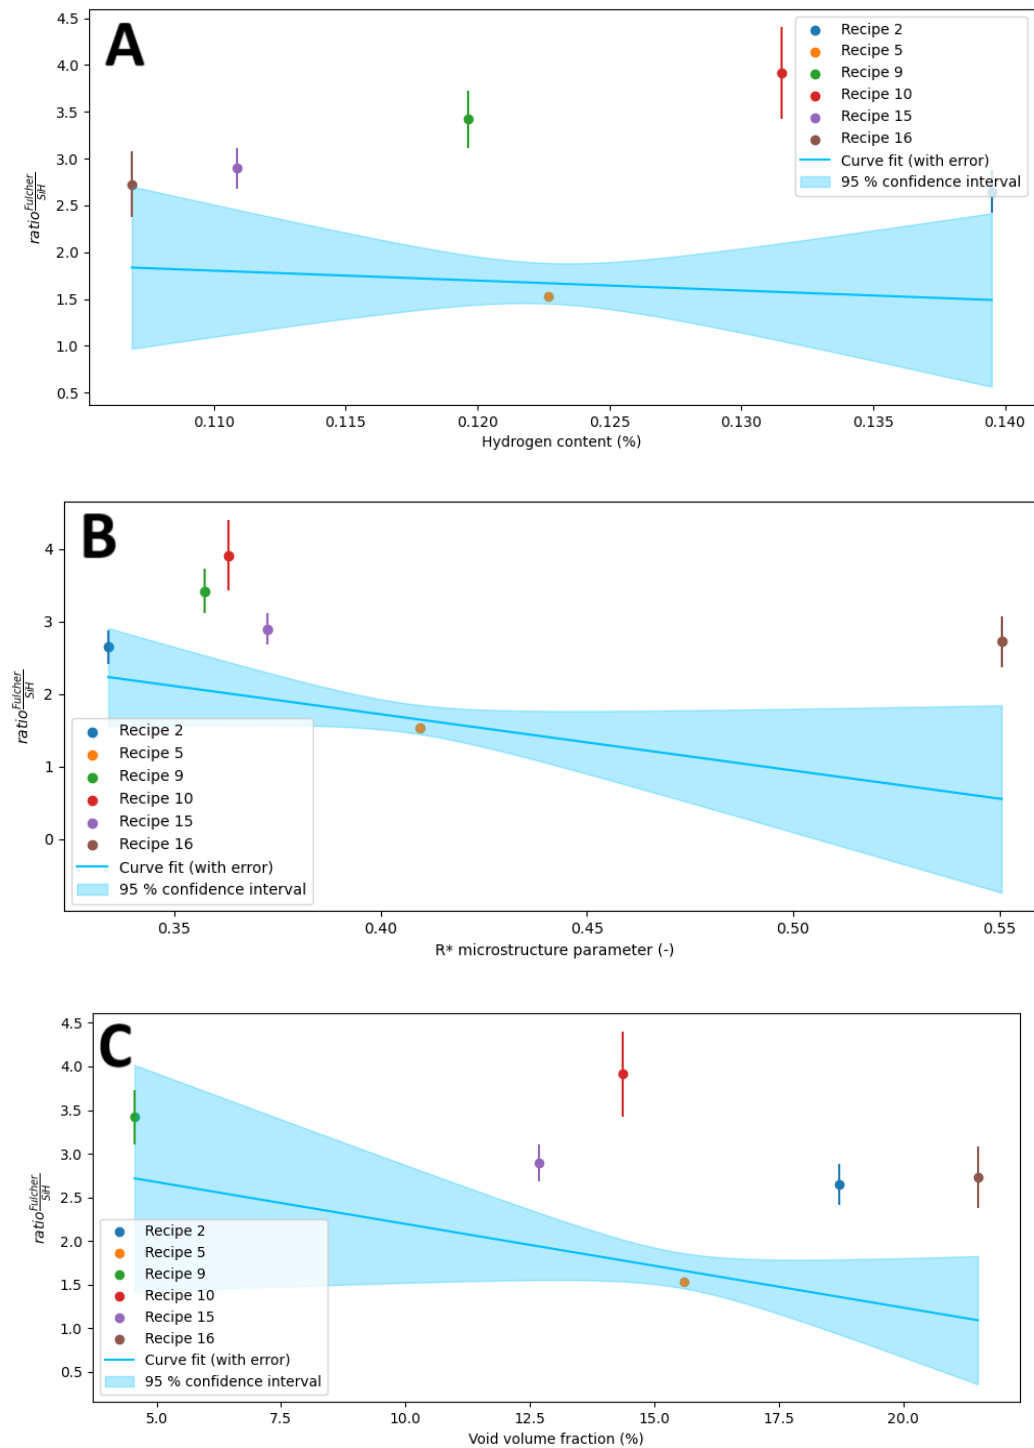 A
4.5
4.0
3.5
3.0
2.5
2.0
1.5
1.0
0.5
ratio Fulcher/SiH
Recipe 2
Recipe 5
Recipe 9
Recipe 10
Recipe 15
Recipe 16
Curve fit (with error)
95 % confidence interval
0.110 0.115 0.120 0.125 0.130 0.135 0.140
Hydrogen content (%)
B
4
3
2
1
0
ratio Fulcher/SiH
Recipe 2
Recipe 5
Recipe 9
Recipe 10
Recipe 15
Recipe 16
Curve fit (with error)
95 % confidence interval
0.35 0.40 0.45 0.50 0.55
R* microstructure parameter (-)
C
4.5
4.0
3.5
3.0
2.5
2.0
1.5
1.0
0.5
ratio Fulcher/SiH
Recipe 2
Recipe 5
Recipe 9
Recipe 10
Recipe 15
Recipe 16
Curve fit (with error)
95 % confidence interval
5.0 7.5 10.0 12.5 15.0 17.5 20.0
Void volume fraction (%)